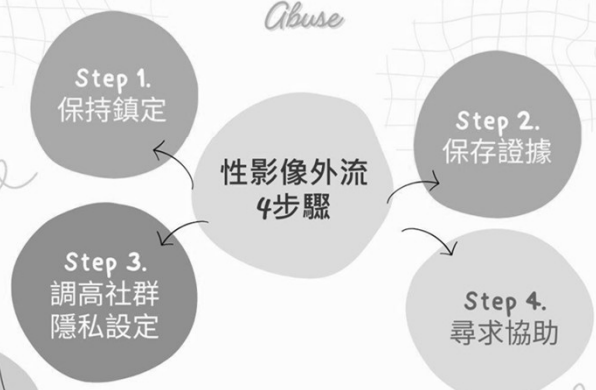 Abuse
Step 1.
保持鎮定
Step 2.
保存證據
性影像外流
4步驟
Step 3.
調高社群
隱私設定
Step 4.
尋求協助